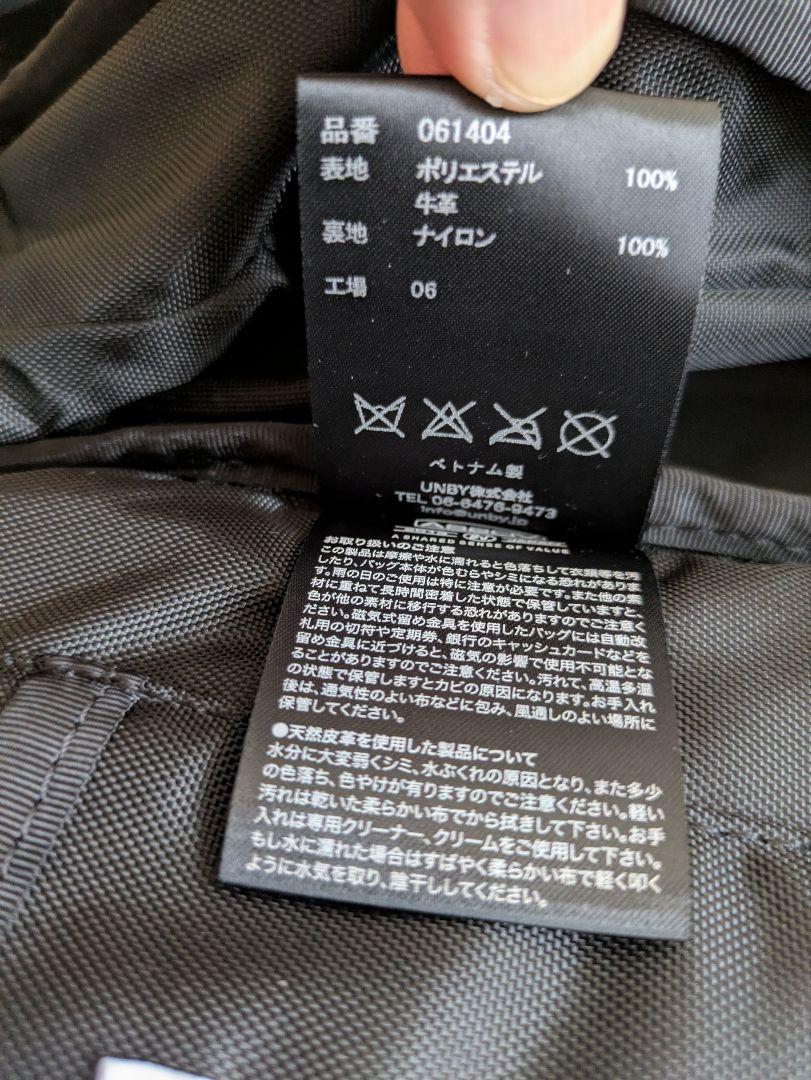 品番 061404
表地 ポリエステル 100%
牛革
裏地 ナイロン 100%
工場 06
ベトナム製
UNBY株式会社
TEL 06-6476-9473
info@unby.jp
A SHARED SENSE OF VALUE
お取り扱いのご注意
この製品は摩擦や水に濡れると色落ちして衣類等を汚
したり、バッグ本体が色むらやシミになる恐れがありま
す。雨の日のご使用は特に注意が必要です。また他の素
材に重ねて長時間密着した状態で保管していますと、
色が他の素材に移行する恐れがありますのでご注意く
ださい。磁気式留め金具を使用したバッグには自動改
札用の切符や定期券、銀行のキャッシュカードなどを
留め金具に近づけると、磁気の影響で使用不可能とな
ることがありますのでご注意ください。汚れて、高温多湿
の状態で保管しますとカビの原因になります。お手入れ
後は、通気性のよい布などに包み、風通しのよい場所に
保管してください。
●天然皮革を使用した製品について
水分に大変弱くシミ、水ぶくれの原因となり、また多少
の色落ち、色やけが有りますのでご注意ください。軽い
汚れは乾いた柔らかい布でから拭きして下さい。お手
入れは専用クリーナー、クリームをご使用して下さい。
もし水に濡れた場合はすばやく柔らかい布で軽く叩く
ように水気を取り、陰干ししてください。